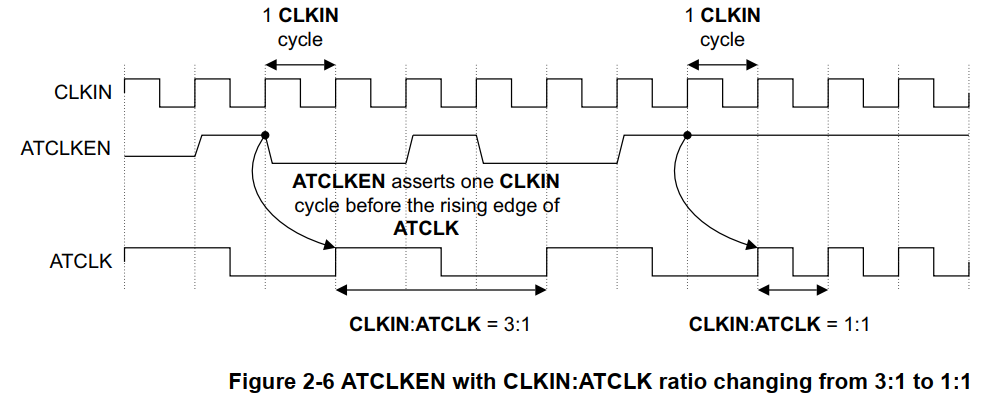 1 CLKIN
cycle
1 CLKIN
cycle
CLKIN
ATCLKEN
ATCLKEN asserts one CLKIN
cycle before the rising edge of
ATCLK
ATCLK
CLKIN:ATCLK = 3:1
CLKIN:ATCLK = 1:1
Figure 2-6 ATCLKEN with CLKIN:ATCLK ratio changing from 3:1 to 1:1